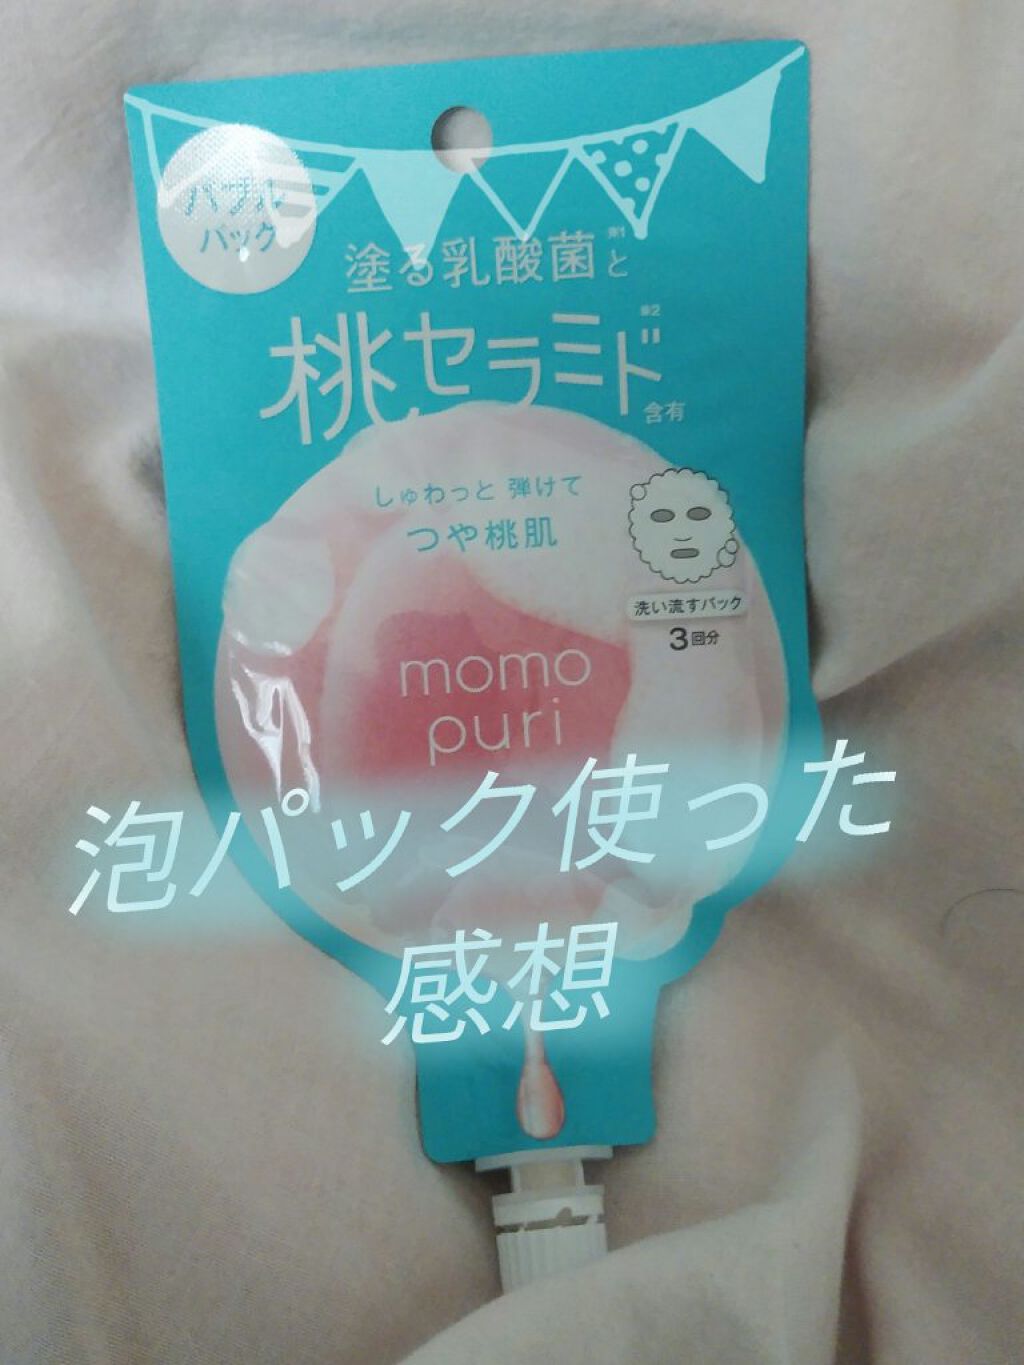 バブル
パック
塗る乳酸菌※1と
桃セラミド※2
含有
しゅわっと 弾けて
つや桃肌
洗い流すパック
3回分
momo
puri
泡パック使った
感想